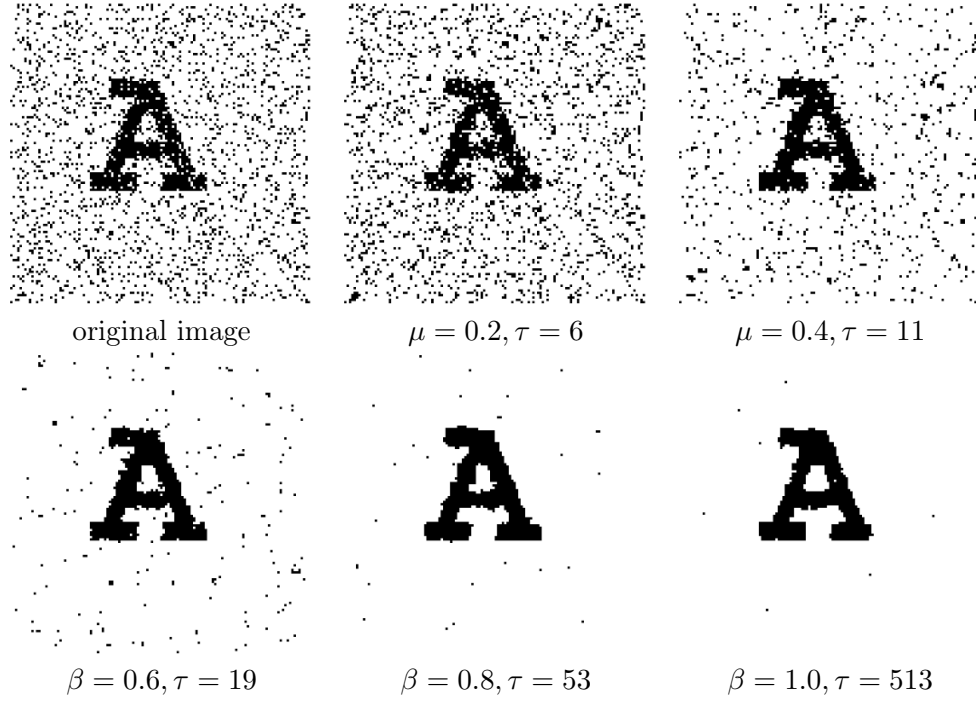 A A A
original image μ = 0.2, τ = 6 μ = 0.4, τ = 11
A A A
β = 0.6, τ = 19 β = 0.8, τ = 53 β = 1.0, τ = 513